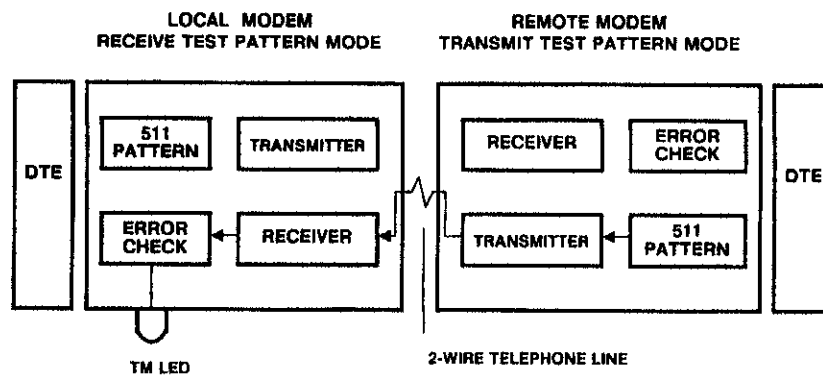 LOCAL MODEM
RECEIVE TEST PATTERN MODE
REMOTE MODEM
TRANSMIT TEST PATTERN MODE
DTE
511
PATTERN
TRANSMITTER
ERROR
CHECK
RECEIVER
TM LED
RECEIVER
ERROR
CHECK
TRANSMITTER
511
PATTERN
DTE
2-WIRE TELEPHONE LINE